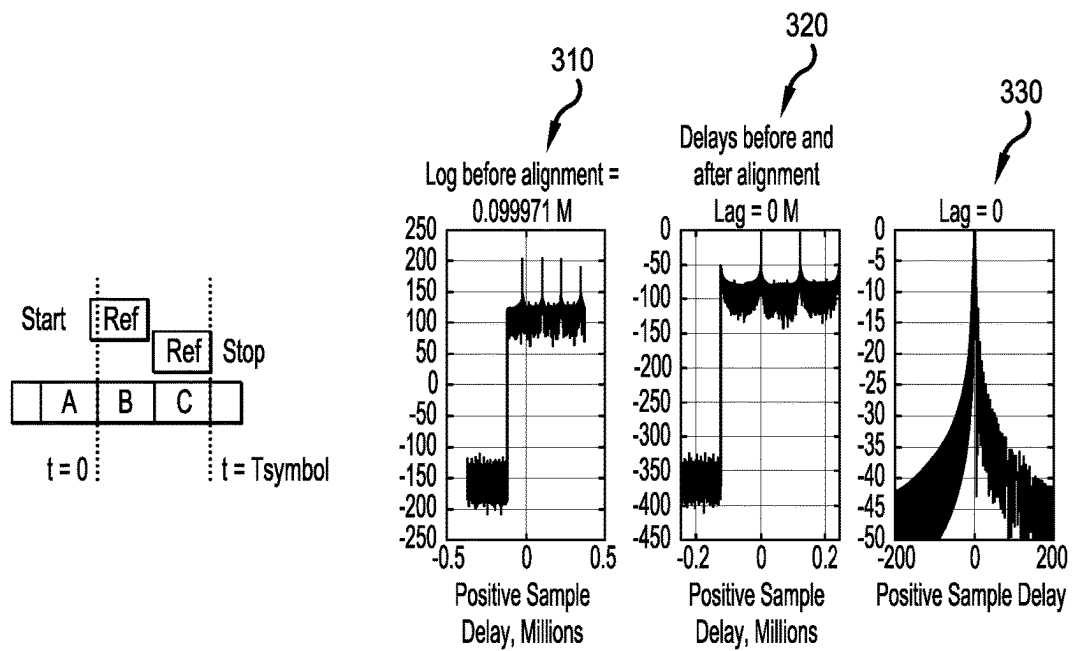 Start
Ref
Ref
Stop
A
B
C
t = 0
t = Tsymbol
310
Log before alignment =
0.099971 M
250
200
150
100
50
0
-50
-100
-150
-200
250
-0.5
0
0.5
Positive Sample
Delay, Millions
320
Delays before and
after alignment
Lag = 0 M
0
-50
-100
-150
-200
-250
-300
-350
-400
450
-0.2
0
0.2
Positive Sample
Delay, Millions
330
Lag = 0
0
-5
-10
-15
-20
-25
-30
-35
-40
-45
-50
-200
0
200
Positive Sample Delay